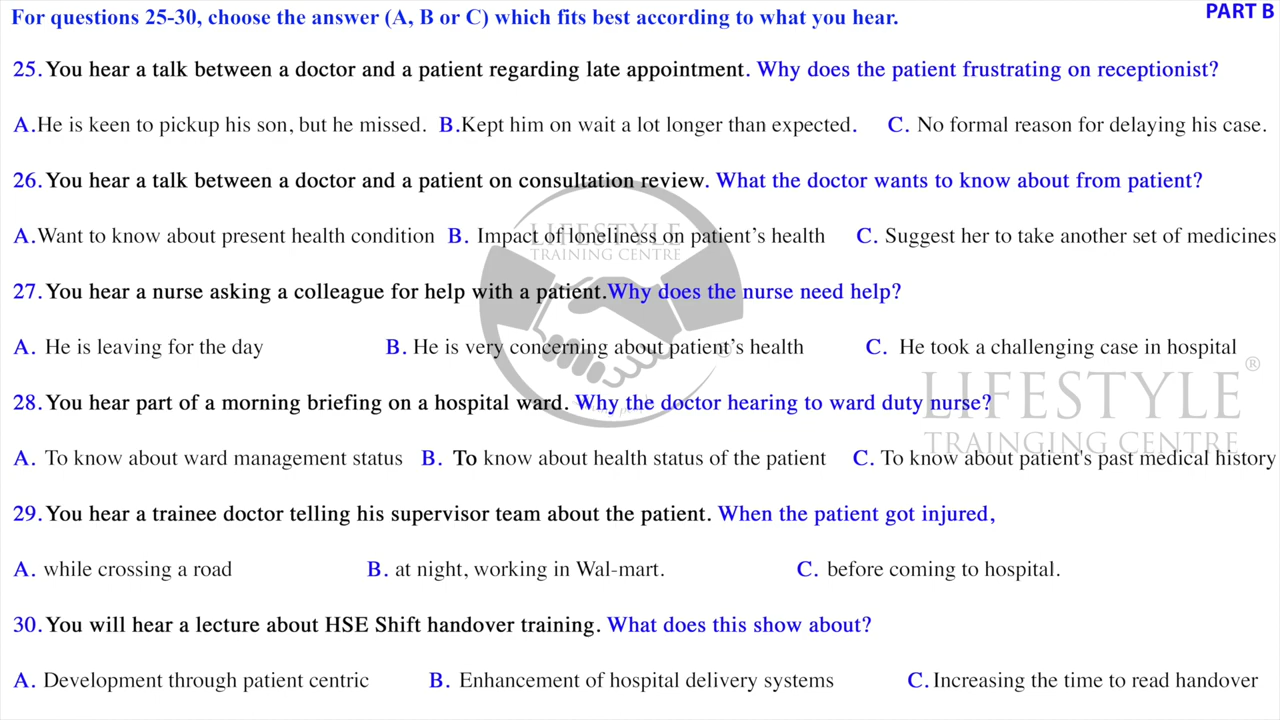 For questions 25-30, choose the answer (A, B or C) which fits best according to what you hear.
PART B
25. You hear a talk between a doctor and a patient regarding late appointment. Why does the patient frustrating on receptionist?
A.He is keen to pickup his son, but he missed. B.Kept him on wait a lot longer than expected. C. No formal reason for delaying his case.
26. You hear a talk between a doctor and a patient on consultation review. What the doctor wants to know about from patient?
A.Want to know about present health condition B. Impact of loneliness on patient's health C. Suggest her to take another set of medicines
LIFESTYLE
TRAINING CENTRE
27. You hear a nurse asking a colleague for help with a patient.Why does the nurse need help?
A. He is leaving for the day B. He is very concerning about patient's health C. He took a challenging case in hospital
LIFESTYLE®
28. You hear part of a morning briefing on a hospital ward. Why the doctor hearing to ward duty nurse?
TRAINGING CENTRE
A. To know about ward management status B. To know about health status of the patient C. To know about patient's past medical history
29. You hear a trainee doctor telling his supervisor team about the patient. When the patient got injured,
A. while crossing a road B. at night, working in Wal-mart. C. before coming to hospital.
30. You will hear a lecture about HSE Shift handover training. What does this show about?
A. Development through patient centric B. Enhancement of hospital delivery systems C. Increasing the time to read handover